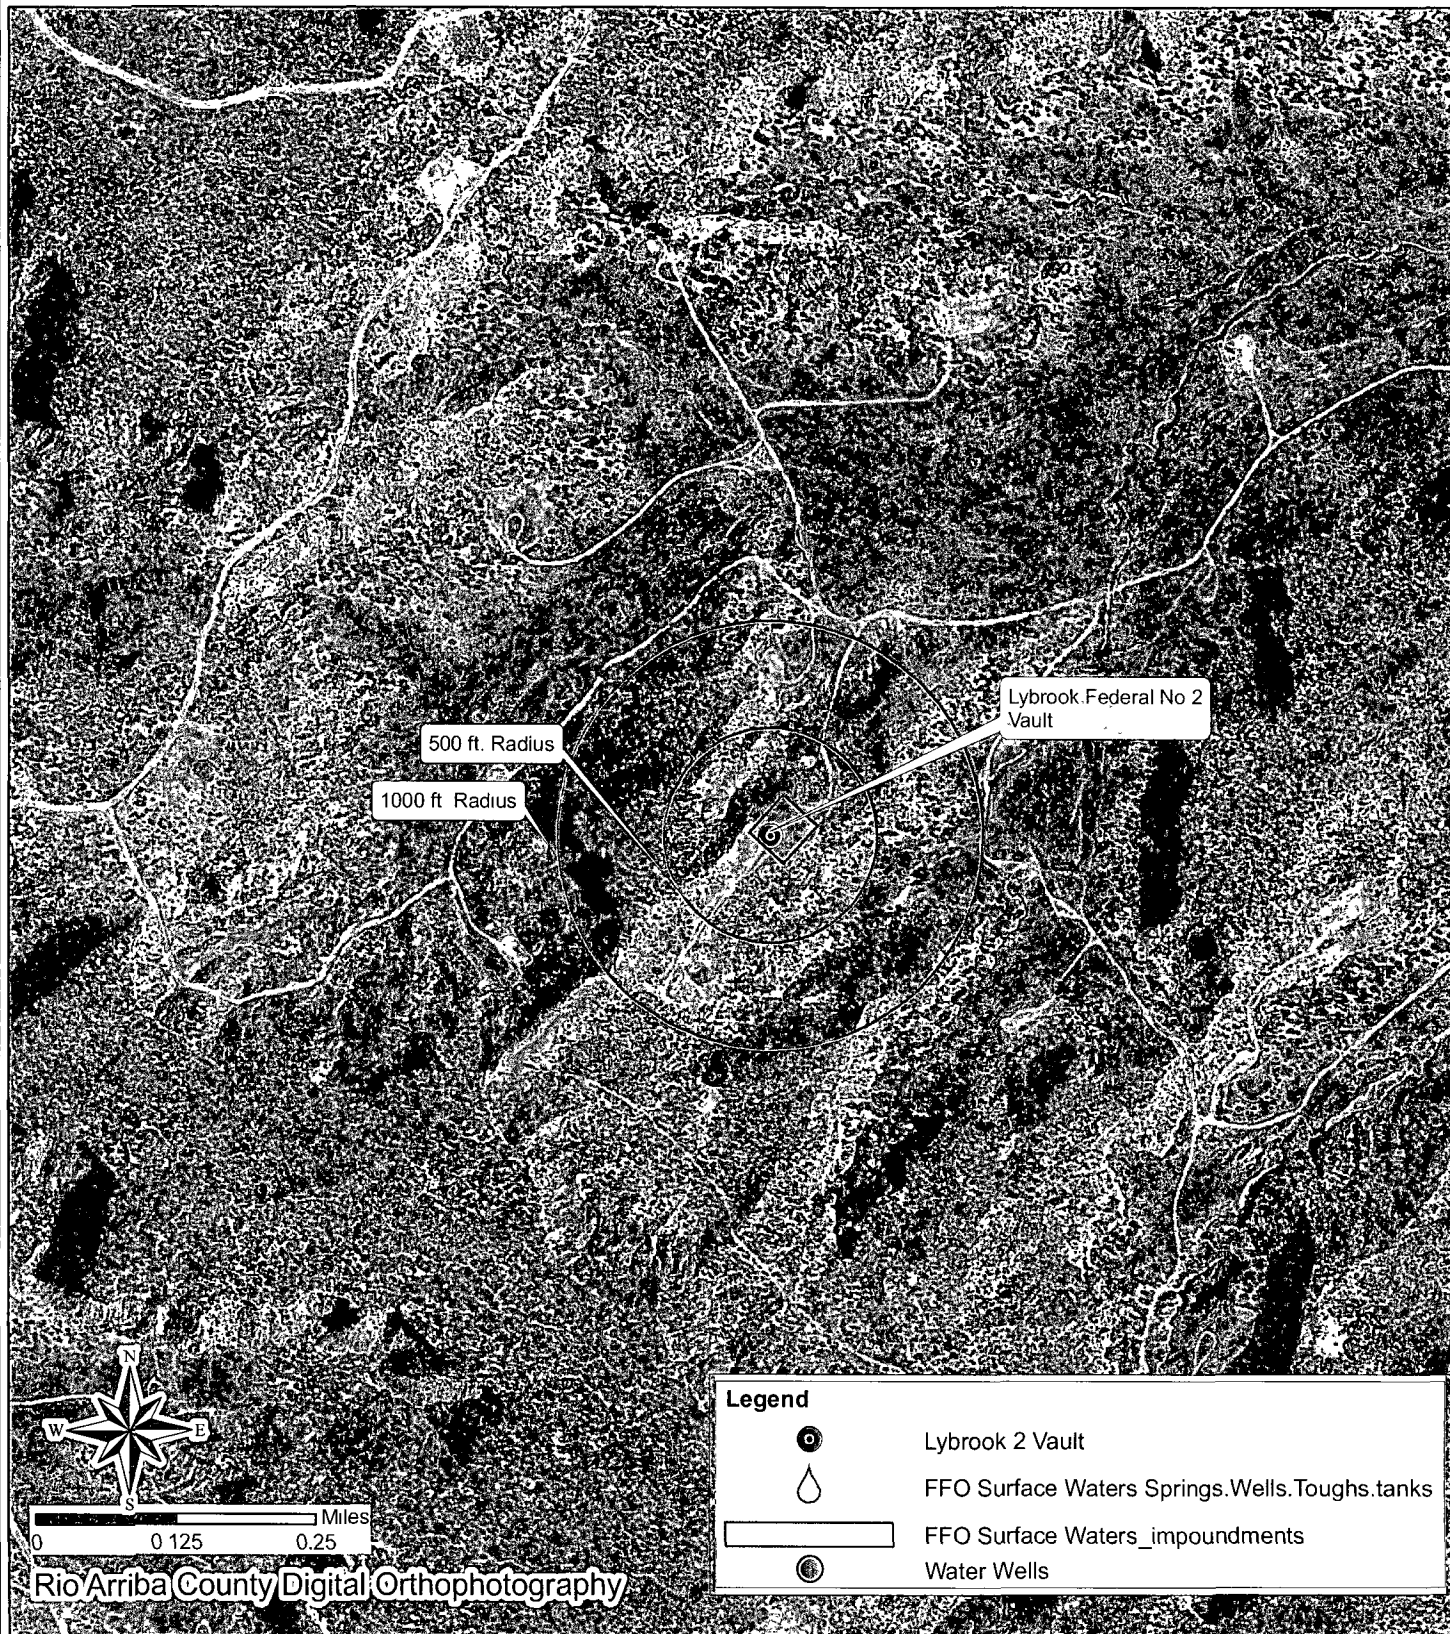 500 ft. Radius
1000 ft Radius
Lybrook Federal No 2
Vault
N
W
E
S
0
0 125
0.25
Miles
Rio Arriba County Digital Orthophotography
Legend
Lybrook 2 Vault
FFO Surface Waters Springs.Wells.Toughs.tanks
FFO Surface Waters_impoundments
Water Wells